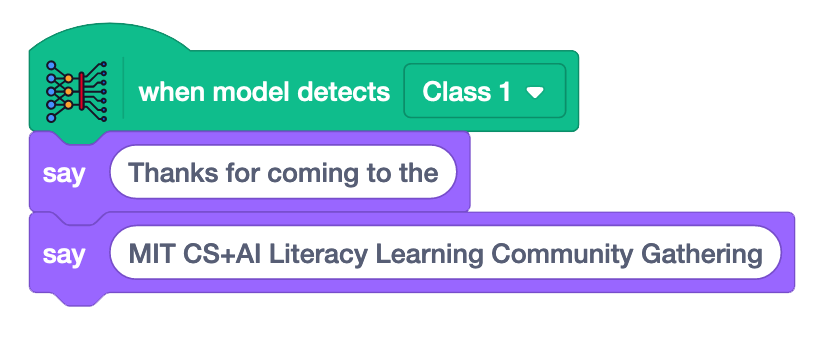 when model detects Class 1
say Thanks for coming to the
say MIT CS+AI Literacy Learning Community Gathering